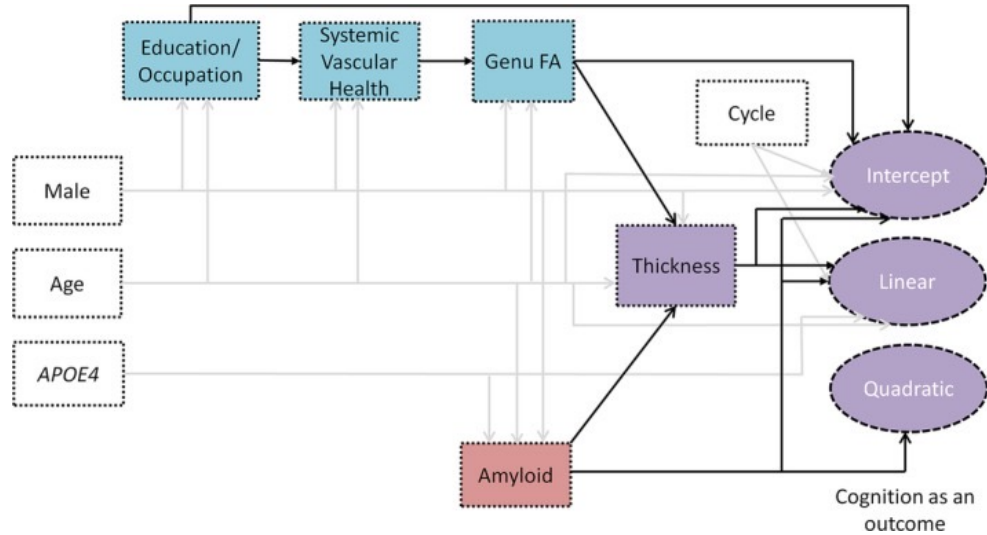 Education/
Occupation
Systemic
Vascular
Health
Genu FA
Cycle
Male
Intercept
Age
Thickness
Linear
APOE4
Quadratic
Amyloid
Cognition as an
outcome